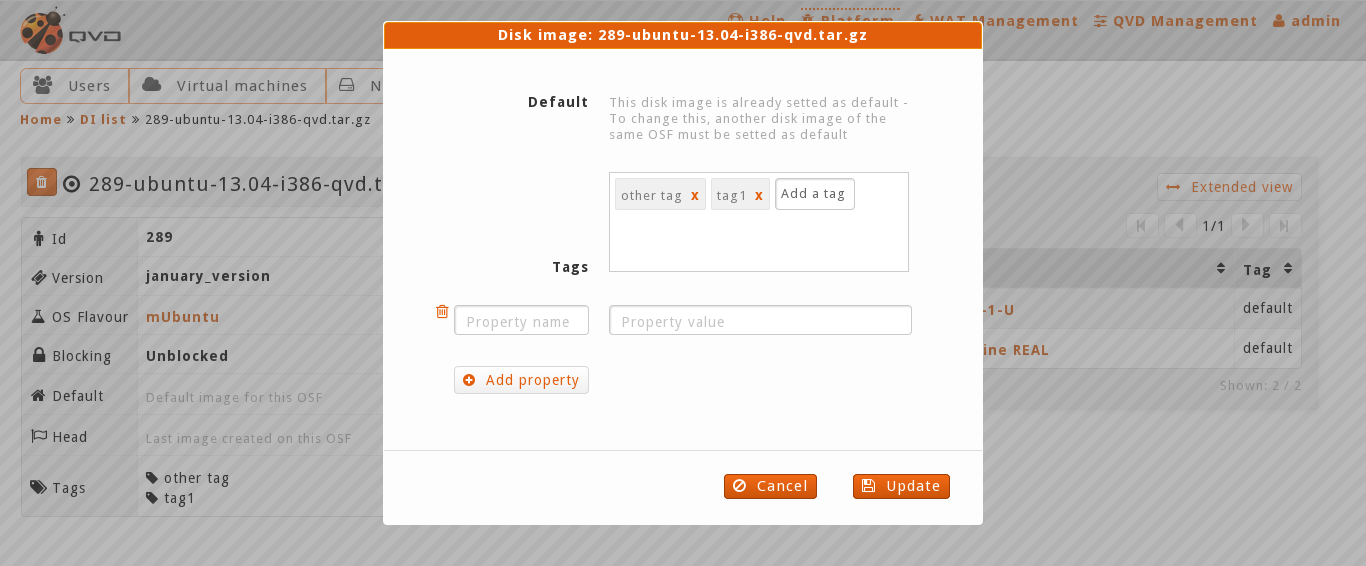 QVD
Help
Platform
WAT Management
QVD Management
admin
Disk image: 289-ubuntu-13.04-i386-qvd.tar.gz
Users
Virtual machines
N
Home » DI list » 289-ubuntu-13.04-i386-qvd.tar.gz
Default
This disk image is already setted as default -
To change this, another disk image of the
same OSF must be setted as default
289-ubuntu-13.04-i386-qvd.t
Extended view
other tag x
tag1 x
Add a tag
Tags
1/1
Id
289
Version
january_version
OS Flavour
mUbuntu
Blocking
Unblocked
Default
Default image for this OSF
Head
Last image created on this OSF
Tags
other tag
tag1
Tag
-1-U
default
ine REAL
default
Shown: 2 / 2
Property name
Property value
Add property
Cancel
Update